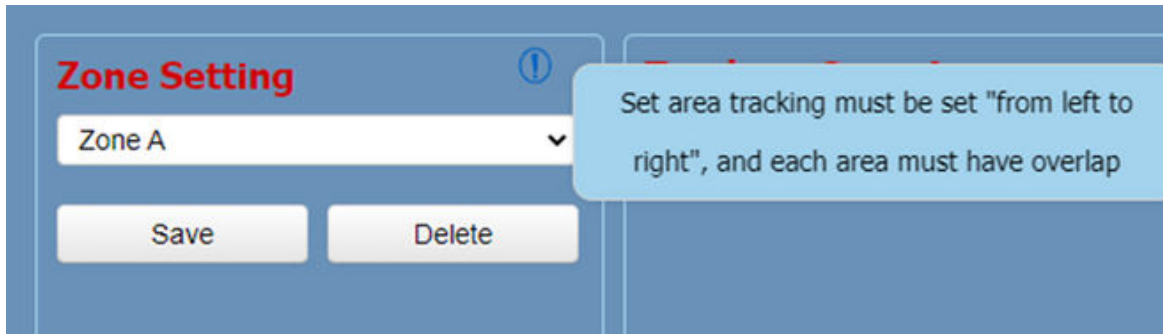 Zone Setting
Zone A
Save
Delete
Set area tracking must be set "from left to
right", and each area must have overlap